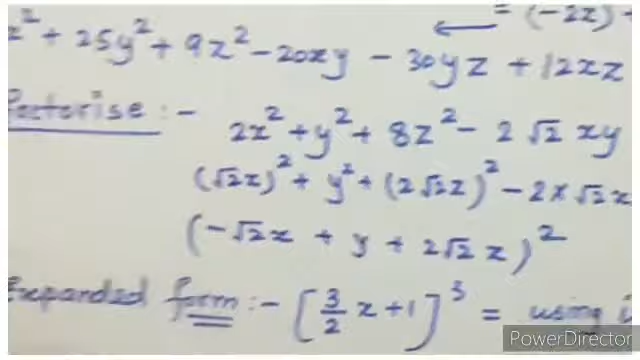 = (-2x) +
x² + 25y² + 9z² - 20xy - 30yz + 12xz
Factorise :-  2x² + y² + 8z² - 2√2 xy
(√2x)² + y² + (2√2z)² - 2×√2x
(-√2x + y + 2√2z)²
Expanded form :- [3/2 x + 1]³ = using
PowerDirector